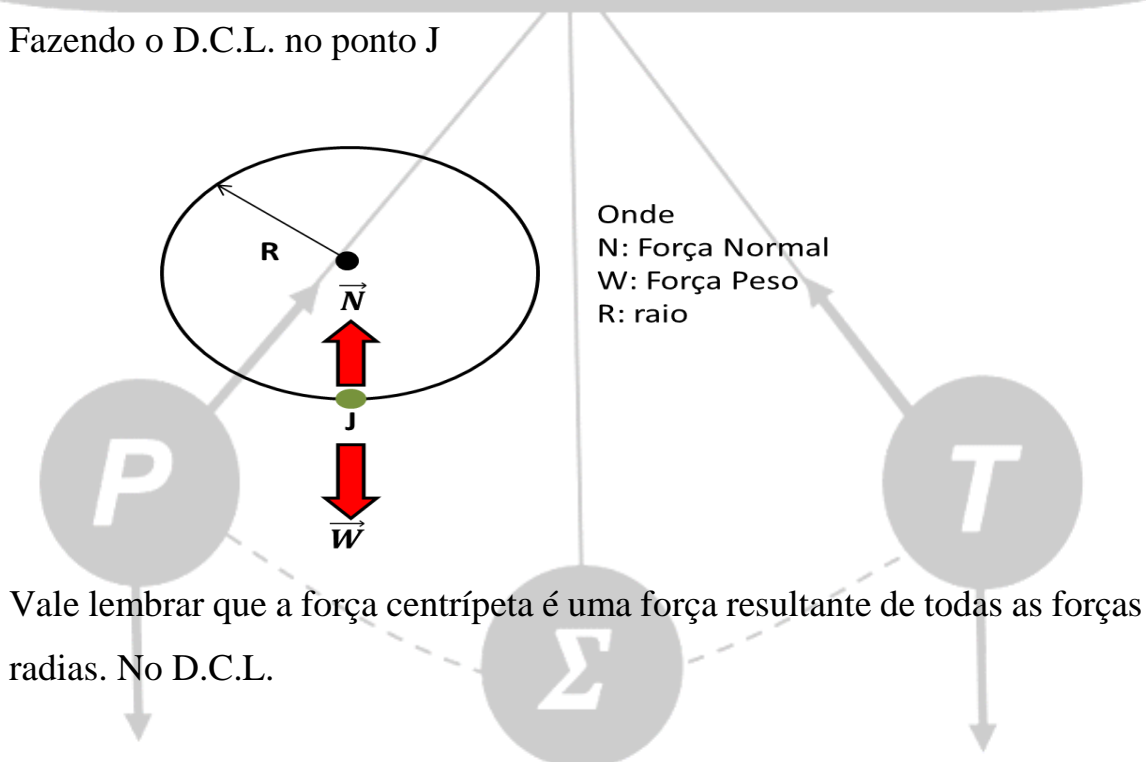 Fazendo o D.C.L. no ponto J
R
N
Onde
N: Força Normal
W: Força Peso
R: raio
J
W
P
T
Vale lembrar que a força centrípeta é uma força resultante de todas as forças
radias. No D.C.L.
Σ